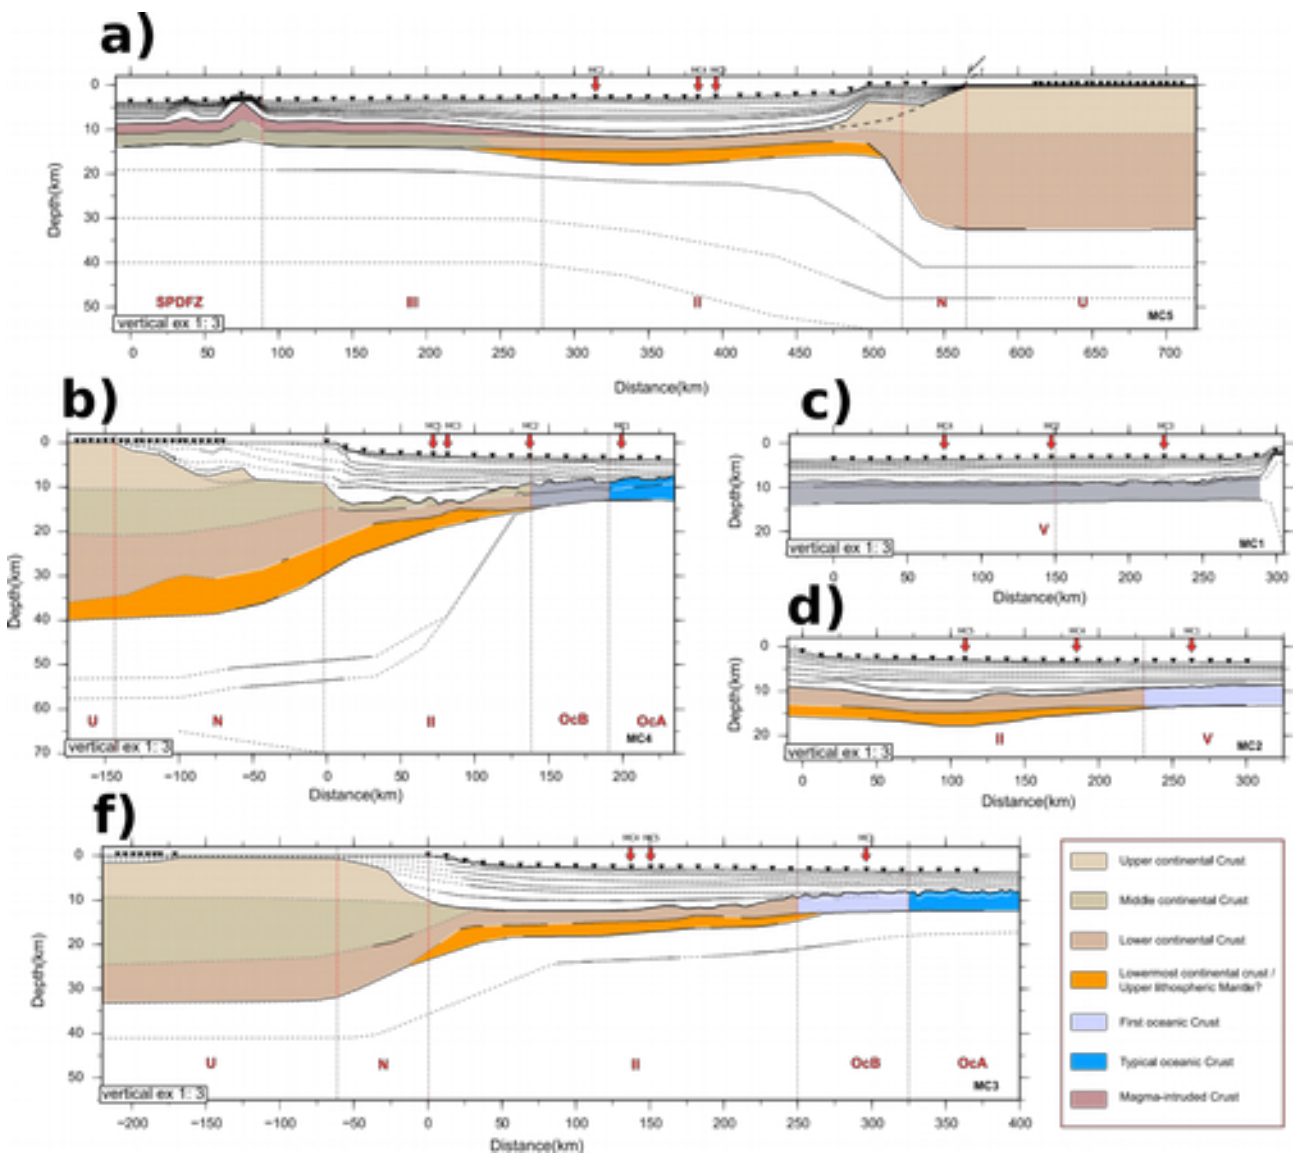 a)
0
10
20
30
40
50
Depth(km)
SPDFZ
III
II
N
U
vertical ex 1: 3
MC5
0
50
100
150
200
250
300
350
400
450
500
550
600
650
700
Distance(km)
b)
0
10
20
30
40
50
60
70
Depth(km)
U
N
II
OcB
OcA
MC4
vertical ex 1: 3
−150
−100
−50
0
50
100
150
200
Distance(km)
c)
0
10
20
Depth(km)
V
MC1
vertical ex 1: 3
0
50
100
150
200
250
300
Distance(km)
d)
0
10
20
Depth(km)
II
V
MC2
vertical ex 1: 3
0
50
100
150
200
250
300
Distance(km)
f)
0
10
20
30
40
50
Depth(km)
U
N
II
OcB
OcA
MC3
vertical ex 1: 3
−200
−150
−100
−50
0
50
100
150
200
250
300
350
400
Distance(km)
Upper continental Crust
Middle continental Crust
Lower continental Crust
Lowermost continental crust /
Upper lithospheric Mantle?
First oceanic Crust
Typical oceanic Crust
Magma-intruded Crust